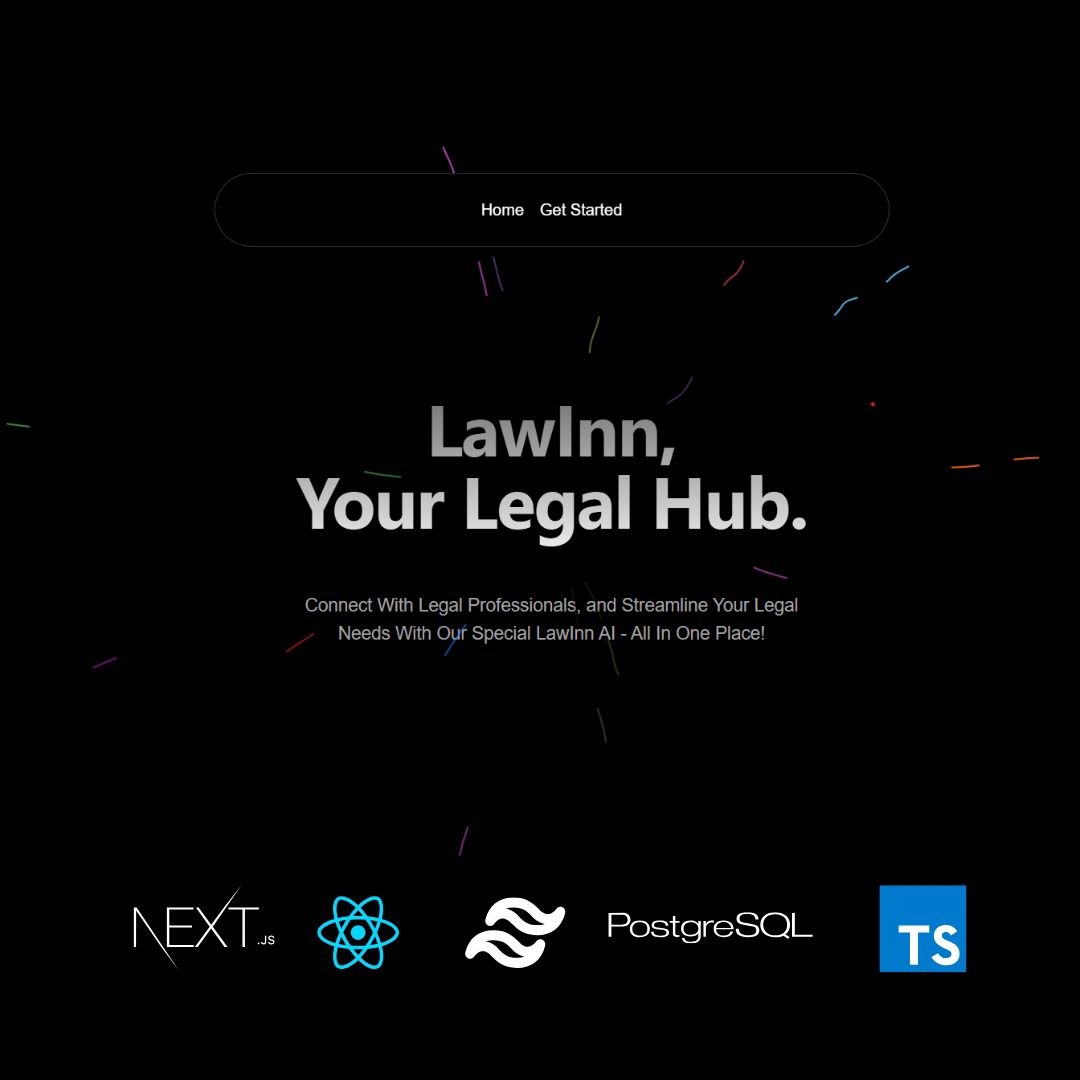 Home Get Started
LawInn,
Your Legal Hub.
Connect With Legal Professionals, and Streamline Your Legal
Needs With Our Special LawInn AI - All In One Place!
NEXT.JS PostgreSQL TS